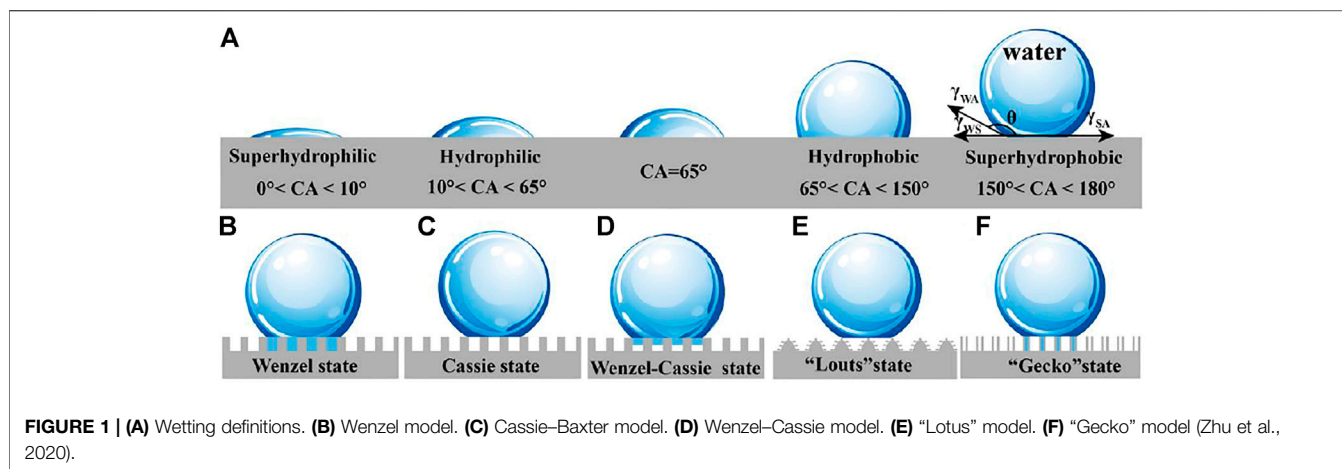 A
water
γWA
θ
γWS
γSA
Superhydrophilic
0°< CA < 10°
Hydrophilic
10°< CA < 65°
CA=65°
Hydrophobic
65°< CA < 150°
Superhydrophobic
150°< CA < 180°
B
C
D
E
F
Wenzel state
Cassie state
Wenzel-Cassie state
“Louts”state
“Gecko”state
FIGURE 1 | (A) Wetting definitions. (B) Wenzel model. (C) Cassie–Baxter model. (D) Wenzel–Cassie model. (E) “Lotus” model. (F) “Gecko” model (Zhu et al.,
2020).